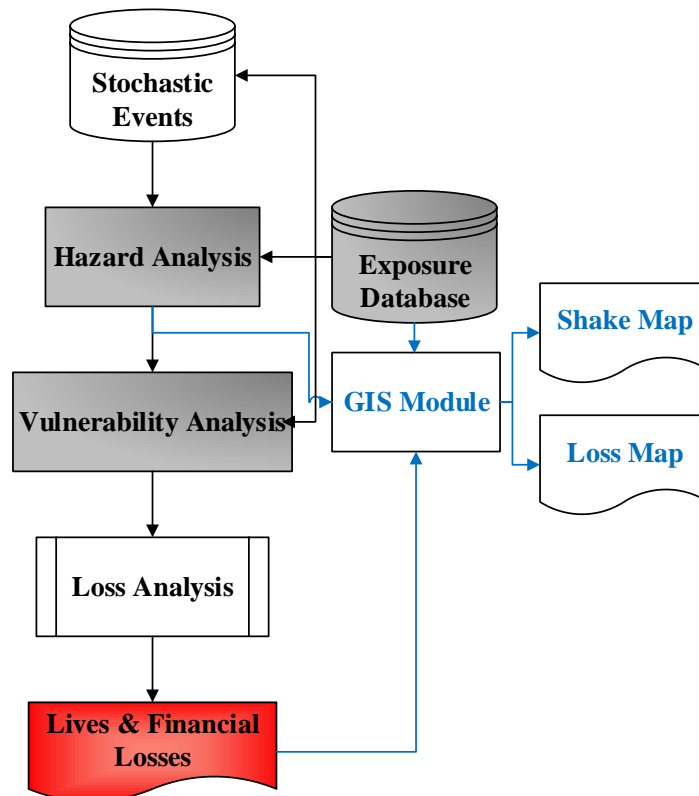 Stochastic
Events
Hazard Analysis
Exposure
Database
Shake Map
GIS Module
Vulnerability Analysis
Loss Map
Loss Analysis
Lives & Financial
Losses